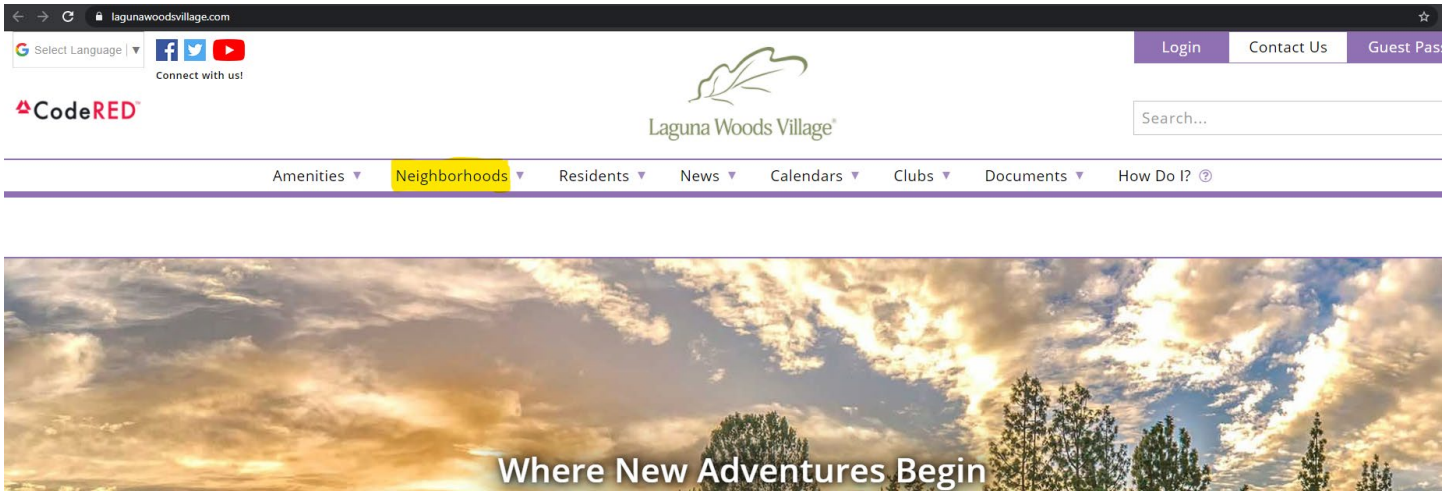 lagunawoodsvillage.com
Select Language ▼
Connect with us!
CodeRED™
Laguna Woods Village®
Login
Contact Us
Guest Pas
Search...
Amenities ▼ Neighborhoods ▼ Residents ▼ News ▼ Calendars ▼ Clubs ▼ Documents ▼ How Do I? ?
Where New Adventures Begin